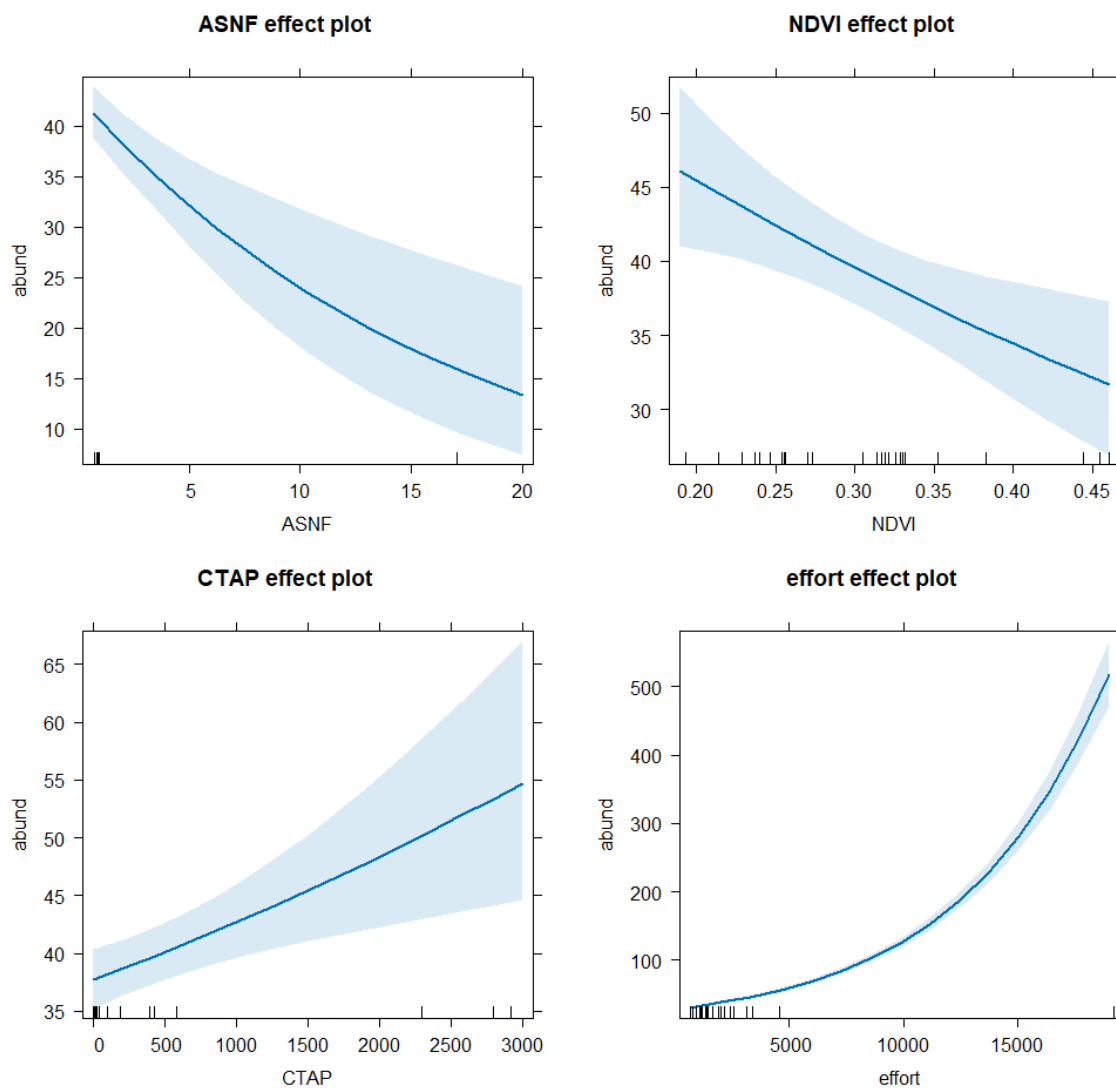 ASNF effect plot
40
35
30
25
20
15
10
abund
5 10 15 20
ASNF
NDVI effect plot
50
45
40
35
30
abund
0.20 0.25 0.30 0.35 0.40 0.45
NDVI
CTAP effect plot
65
60
55
50
45
40
35
abund
0 500 1000 1500 2000 2500 3000
CTAP
effort effect plot
500
400
300
200
100
abund
5000 10000 15000
effort